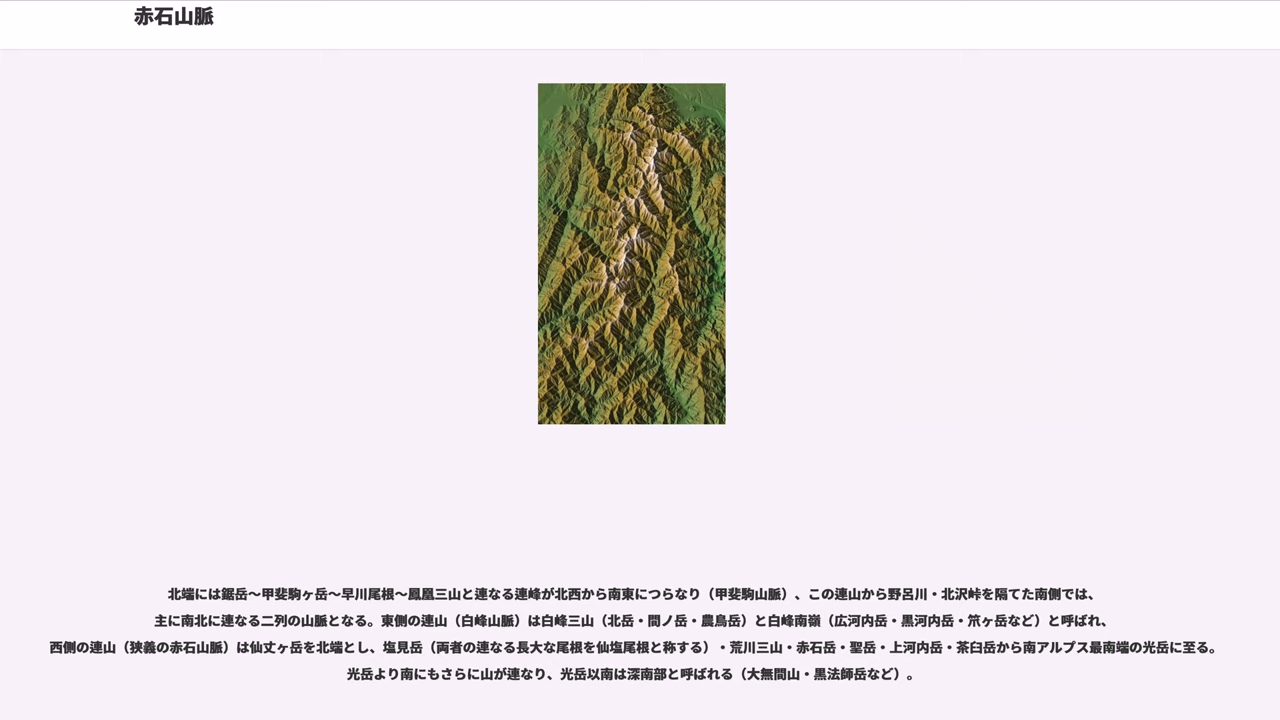 赤石山脈
北端には鋸岳～甲斐駒ヶ岳～早川尾根～鳳凰三山と連なる連峰が北西から南東につらなり（甲斐駒山脈）、この連山から野呂川・北沢峠を隔てた南側では、
主に南北に連なる二列の山脈となる。東側の連山（白峰山脈）は白峰三山（北岳・間ノ岳・農鳥岳）と白峰南嶺（広河内岳・黒河内岳・笊ヶ岳など）と呼ばれ、
西側の連山（狭義の赤石山脈）は仙丈ヶ岳を北端とし、塩見岳（両者の連なる長大な尾根を仙塩尾根と称する）・荒川三山・赤石岳・聖岳・上河内岳・茶臼岳から南アルプス最南端の光岳に至る。
光岳より南にもさらに山が連なり、光岳以南は深南部と呼ばれる（大無間山・黒法師岳など）。